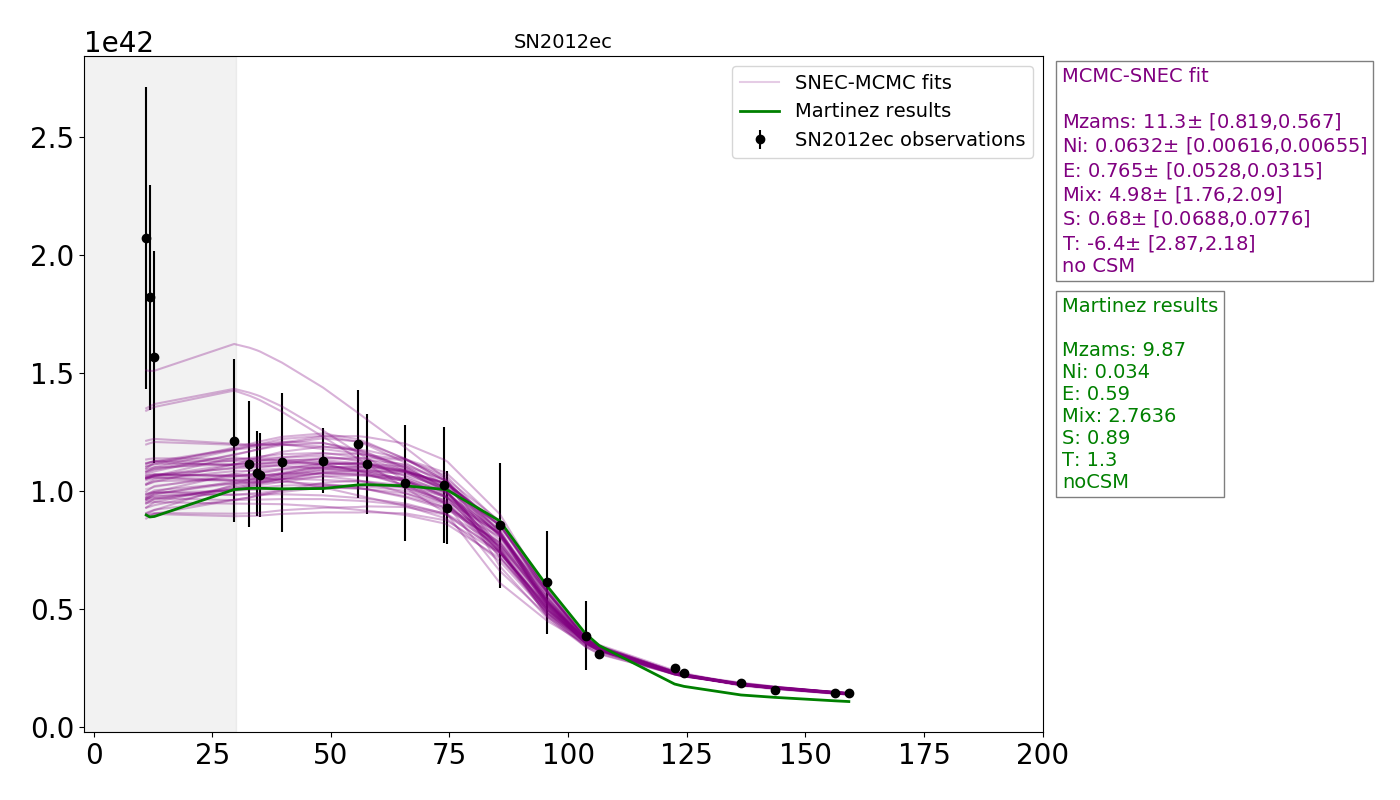 SN2012ec
1e42
SNEC-MCMC fits
Martinez results
SN2012ec observations
2.5
2.0
1.5
1.0
0.5
0.0
0 25 50 75 100 125 150 175 200
MCMC-SNEC fit
Mzams: 11.3± [0.819,0.567]
Ni: 0.0632± [0.00616,0.00655]
E: 0.765± [0.0528,0.0315]
Mix: 4.98± [1.76,2.09]
S: 0.68± [0.0688,0.0776]
T: -6.4± [2.87,2.18]
no CSM
Martinez results
Mzams: 9.87
Ni: 0.034
E: 0.59
Mix: 2.7636
S: 0.89
T: 1.3
noCSM